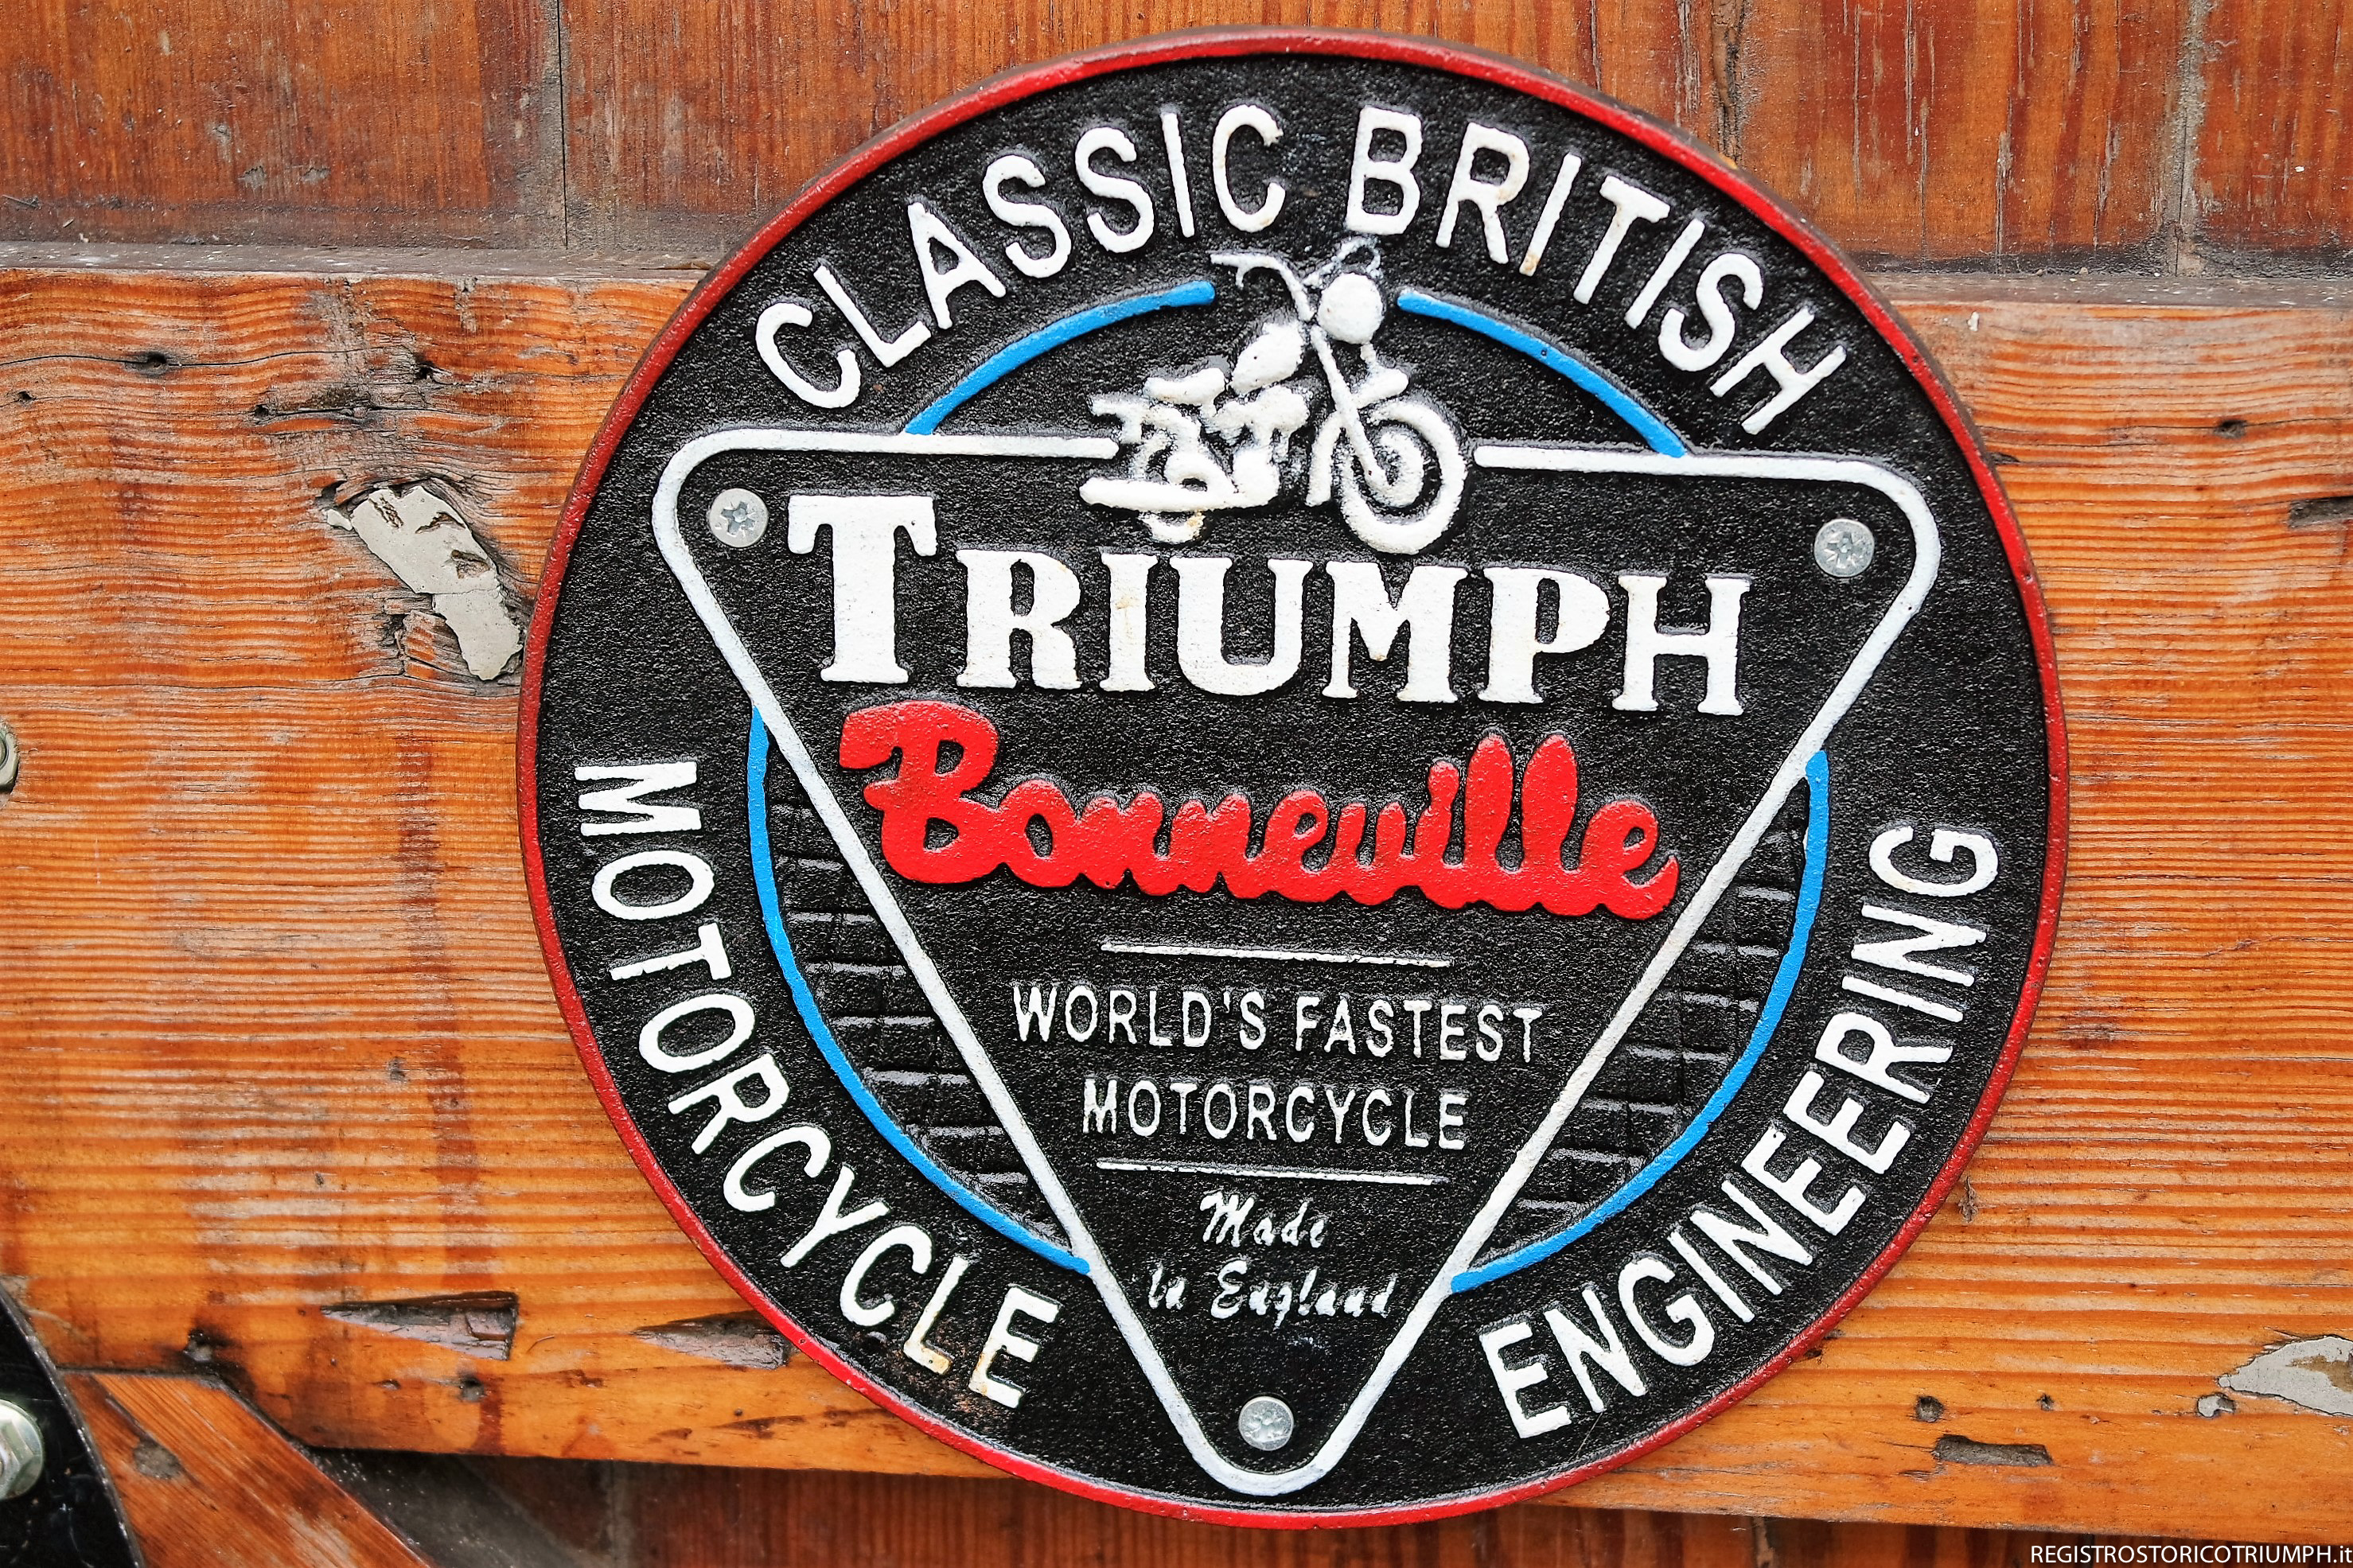 CLASSIC BRITISH
TRIUMPH
Bonneville
WORLD'S FASTEST
MOTORCYCLE
Made
In England
MOTORCYCLE
ENGINEERING
REGISTROSTORICOTRIUMPH.it